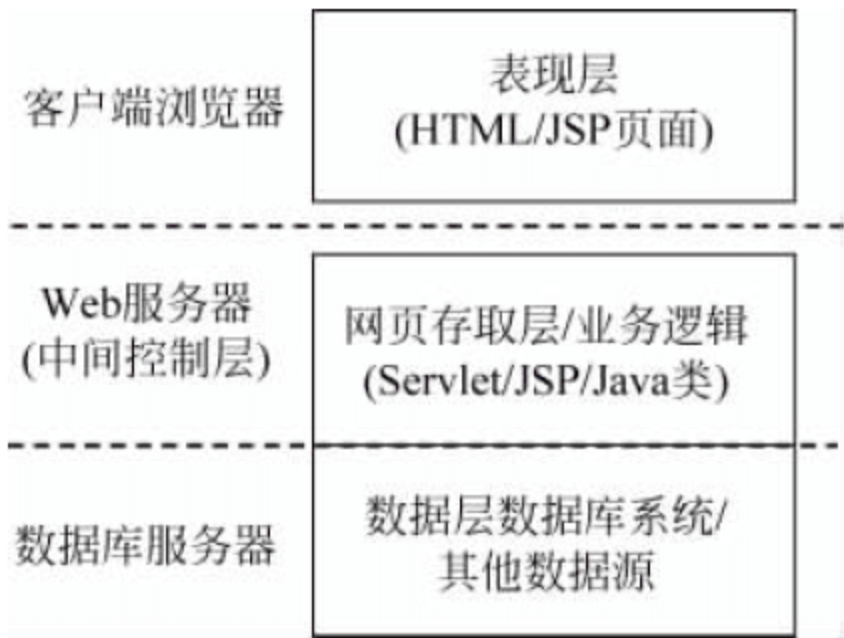 客户端浏览器
表现层
(HTML/JSP页面)
Web服务器
(中间控制层)
网页存取层/业务逻辑
(Servlet/JSP/Java类)
数据库服务器
数据层数据库系统/
其他数据源